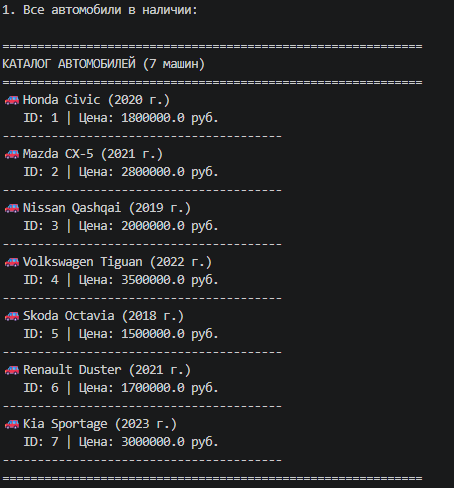 1. Все автомобили в наличии:
============================================================
КАТАЛОГ АВТОМОБИЛЕЙ (7 машин)
============================================================
🚗 Honda Civic (2020 г.)
ID: 1 | Цена: 1800000.0 руб.
----------------------------------------
🚗 Mazda CX-5 (2021 г.)
ID: 2 | Цена: 2800000.0 руб.
----------------------------------------
🚗 Nissan Qashqai (2019 г.)
ID: 3 | Цена: 2000000.0 руб.
----------------------------------------
🚗 Volkswagen Tiguan (2022 г.)
ID: 4 | Цена: 3500000.0 руб.
----------------------------------------
🚗 Skoda Octavia (2018 г.)
ID: 5 | Цена: 1500000.0 руб.
----------------------------------------
🚗 Renault Duster (2021 г.)
ID: 6 | Цена: 1700000.0 руб.
----------------------------------------
🚗 Kia Sportage (2023 г.)
ID: 7 | Цена: 3000000.0 руб.
----------------------------------------
============================================================